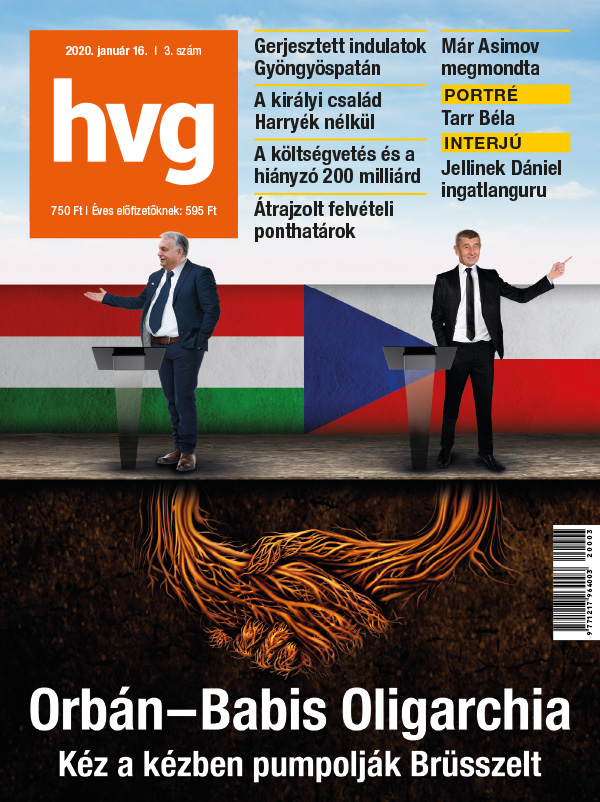 2020. január 16. | 3. szám
hvg
750 Ft | Éves előfizetőknek: 595 Ft
Gerjesztett indulatok
Gyöngyöspatán
A királyi család
Harryék nélkül
A költségvetés és a
hiányzó 200 milliárd
Átrajzolt felvételi
ponthatárok
Már Asimov
megmondta
PORTRÉ
Tarr Béla
INTERJÚ
Jellinek Dániel
ingatlanguru
20003
9771217964003
Orbán–Babis Oligarchia
Kéz a kézben pumpolják Brüsszelt